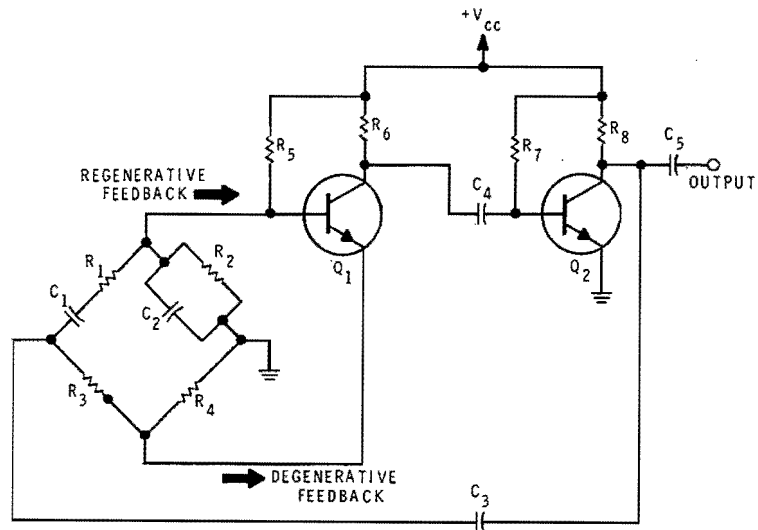 +Vcc
R5
R6
R7
R8
C5
OUTPUT
REGENERATIVE
FEEDBACK
C4
Q1
Q2
R1
R2
C1
C2
R3
R4
DEGENERATIVE
FEEDBACK
C3